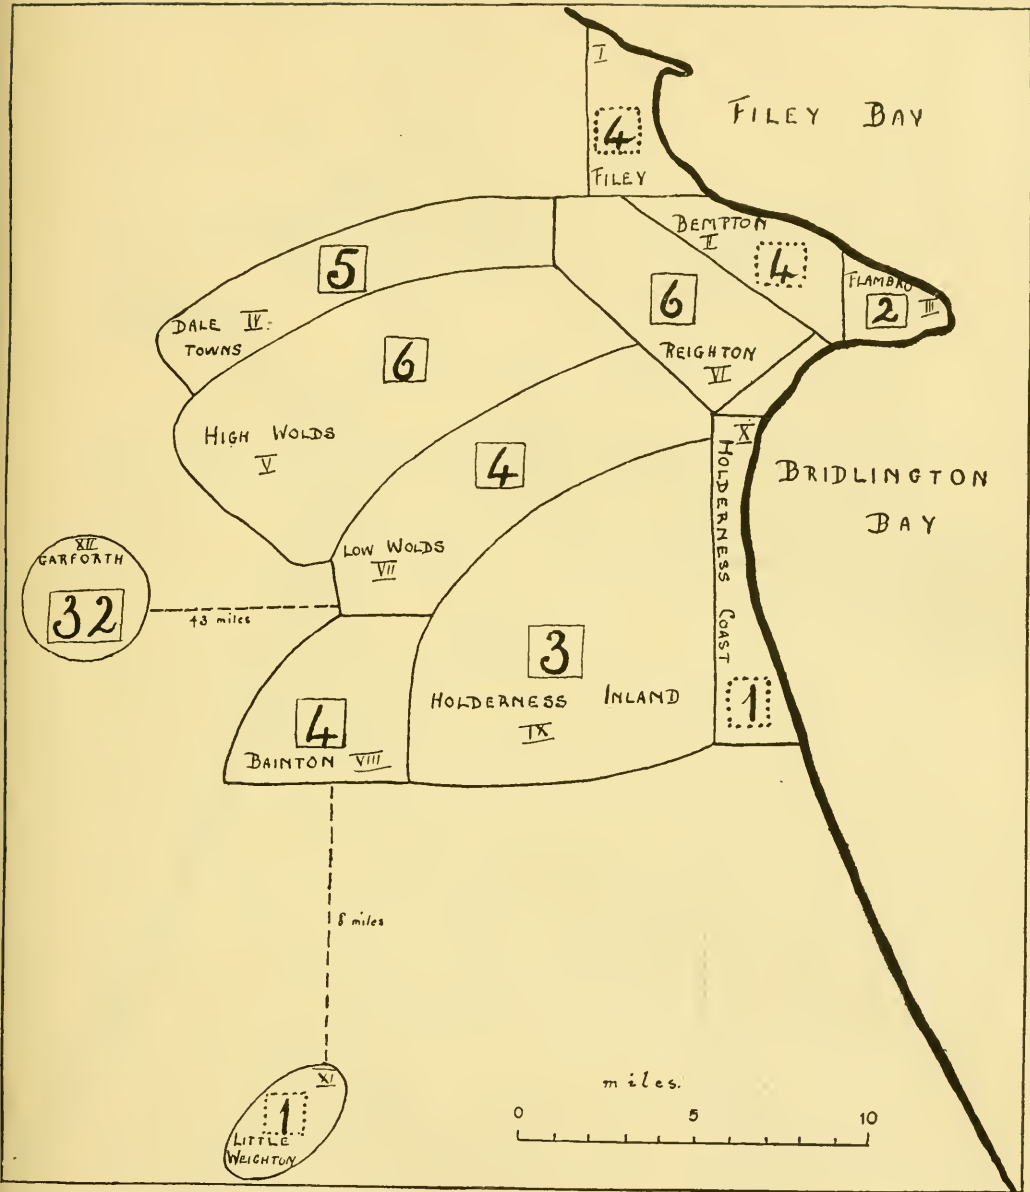 I
4
FILEY
FILEY BAY
BEMPTON
II
4
FLAMBRO
III
2
5
DALE IV.
TOWNS
6
REIGHTON
VI
6
HIGH WOLDS
V
4
LOW WOLDS
VII
X
HOLDERNESS COAST
1
BRIDLINGTON
BAY
XII
GARFORTH
32
43 miles
3
HOLDERNESS INLAND
IX
4
BAINTON VIII
8 miles
XI
1
LITTLE
WEIGHTON
miles.
0 5 10